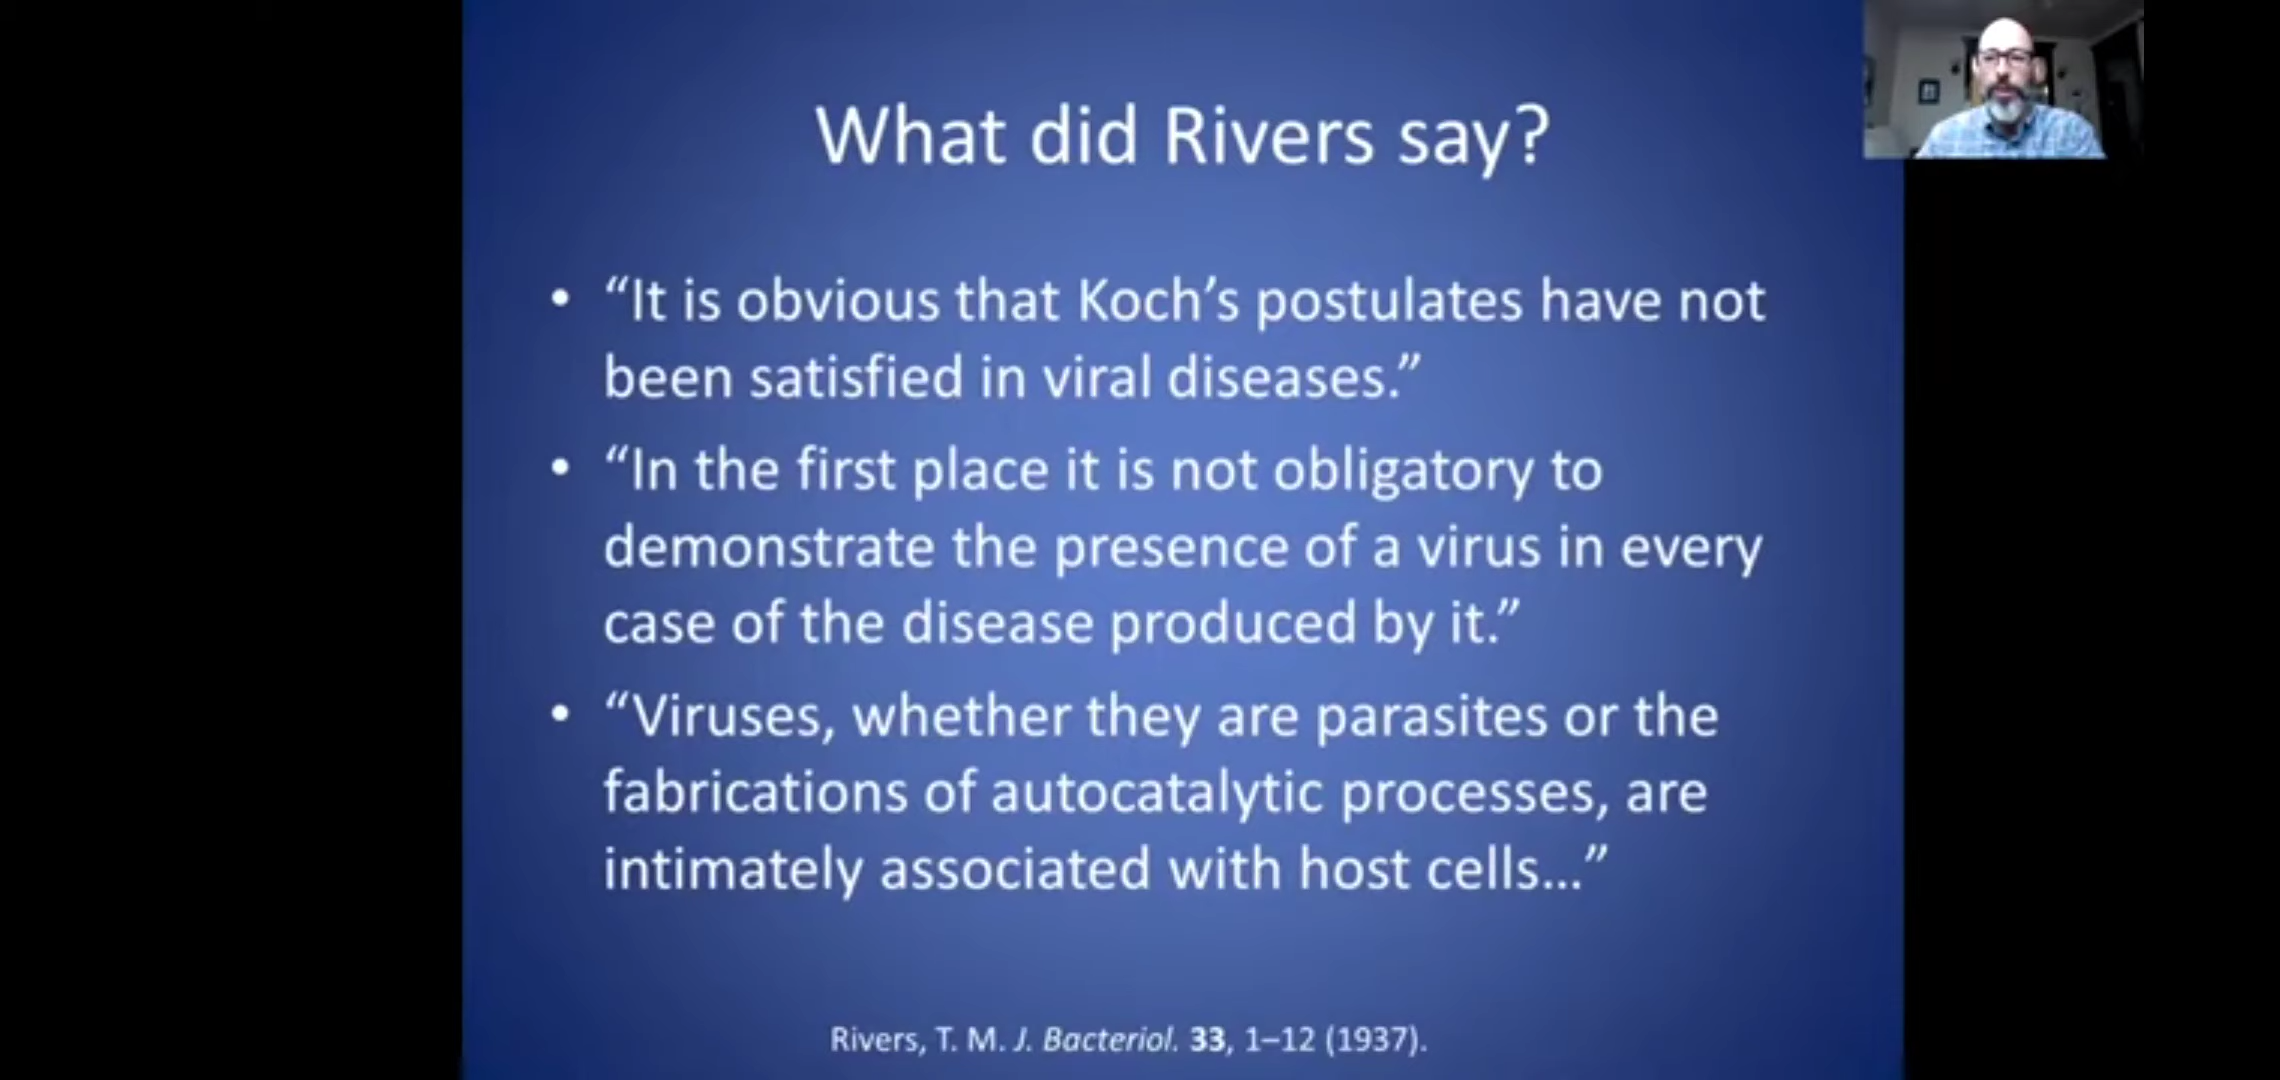 What did Rivers say?
• “It is obvious that Koch’s postulates have not
been satisfied in viral diseases.”
• “In the first place it is not obligatory to
demonstrate the presence of a virus in every
case of the disease produced by it.”
• “Viruses, whether they are parasites or the
fabrications of autocatalytic processes, are
intimately associated with host cells…”
Rivers, T. M. J. Bacteriol. 33, 1–12 (1937).